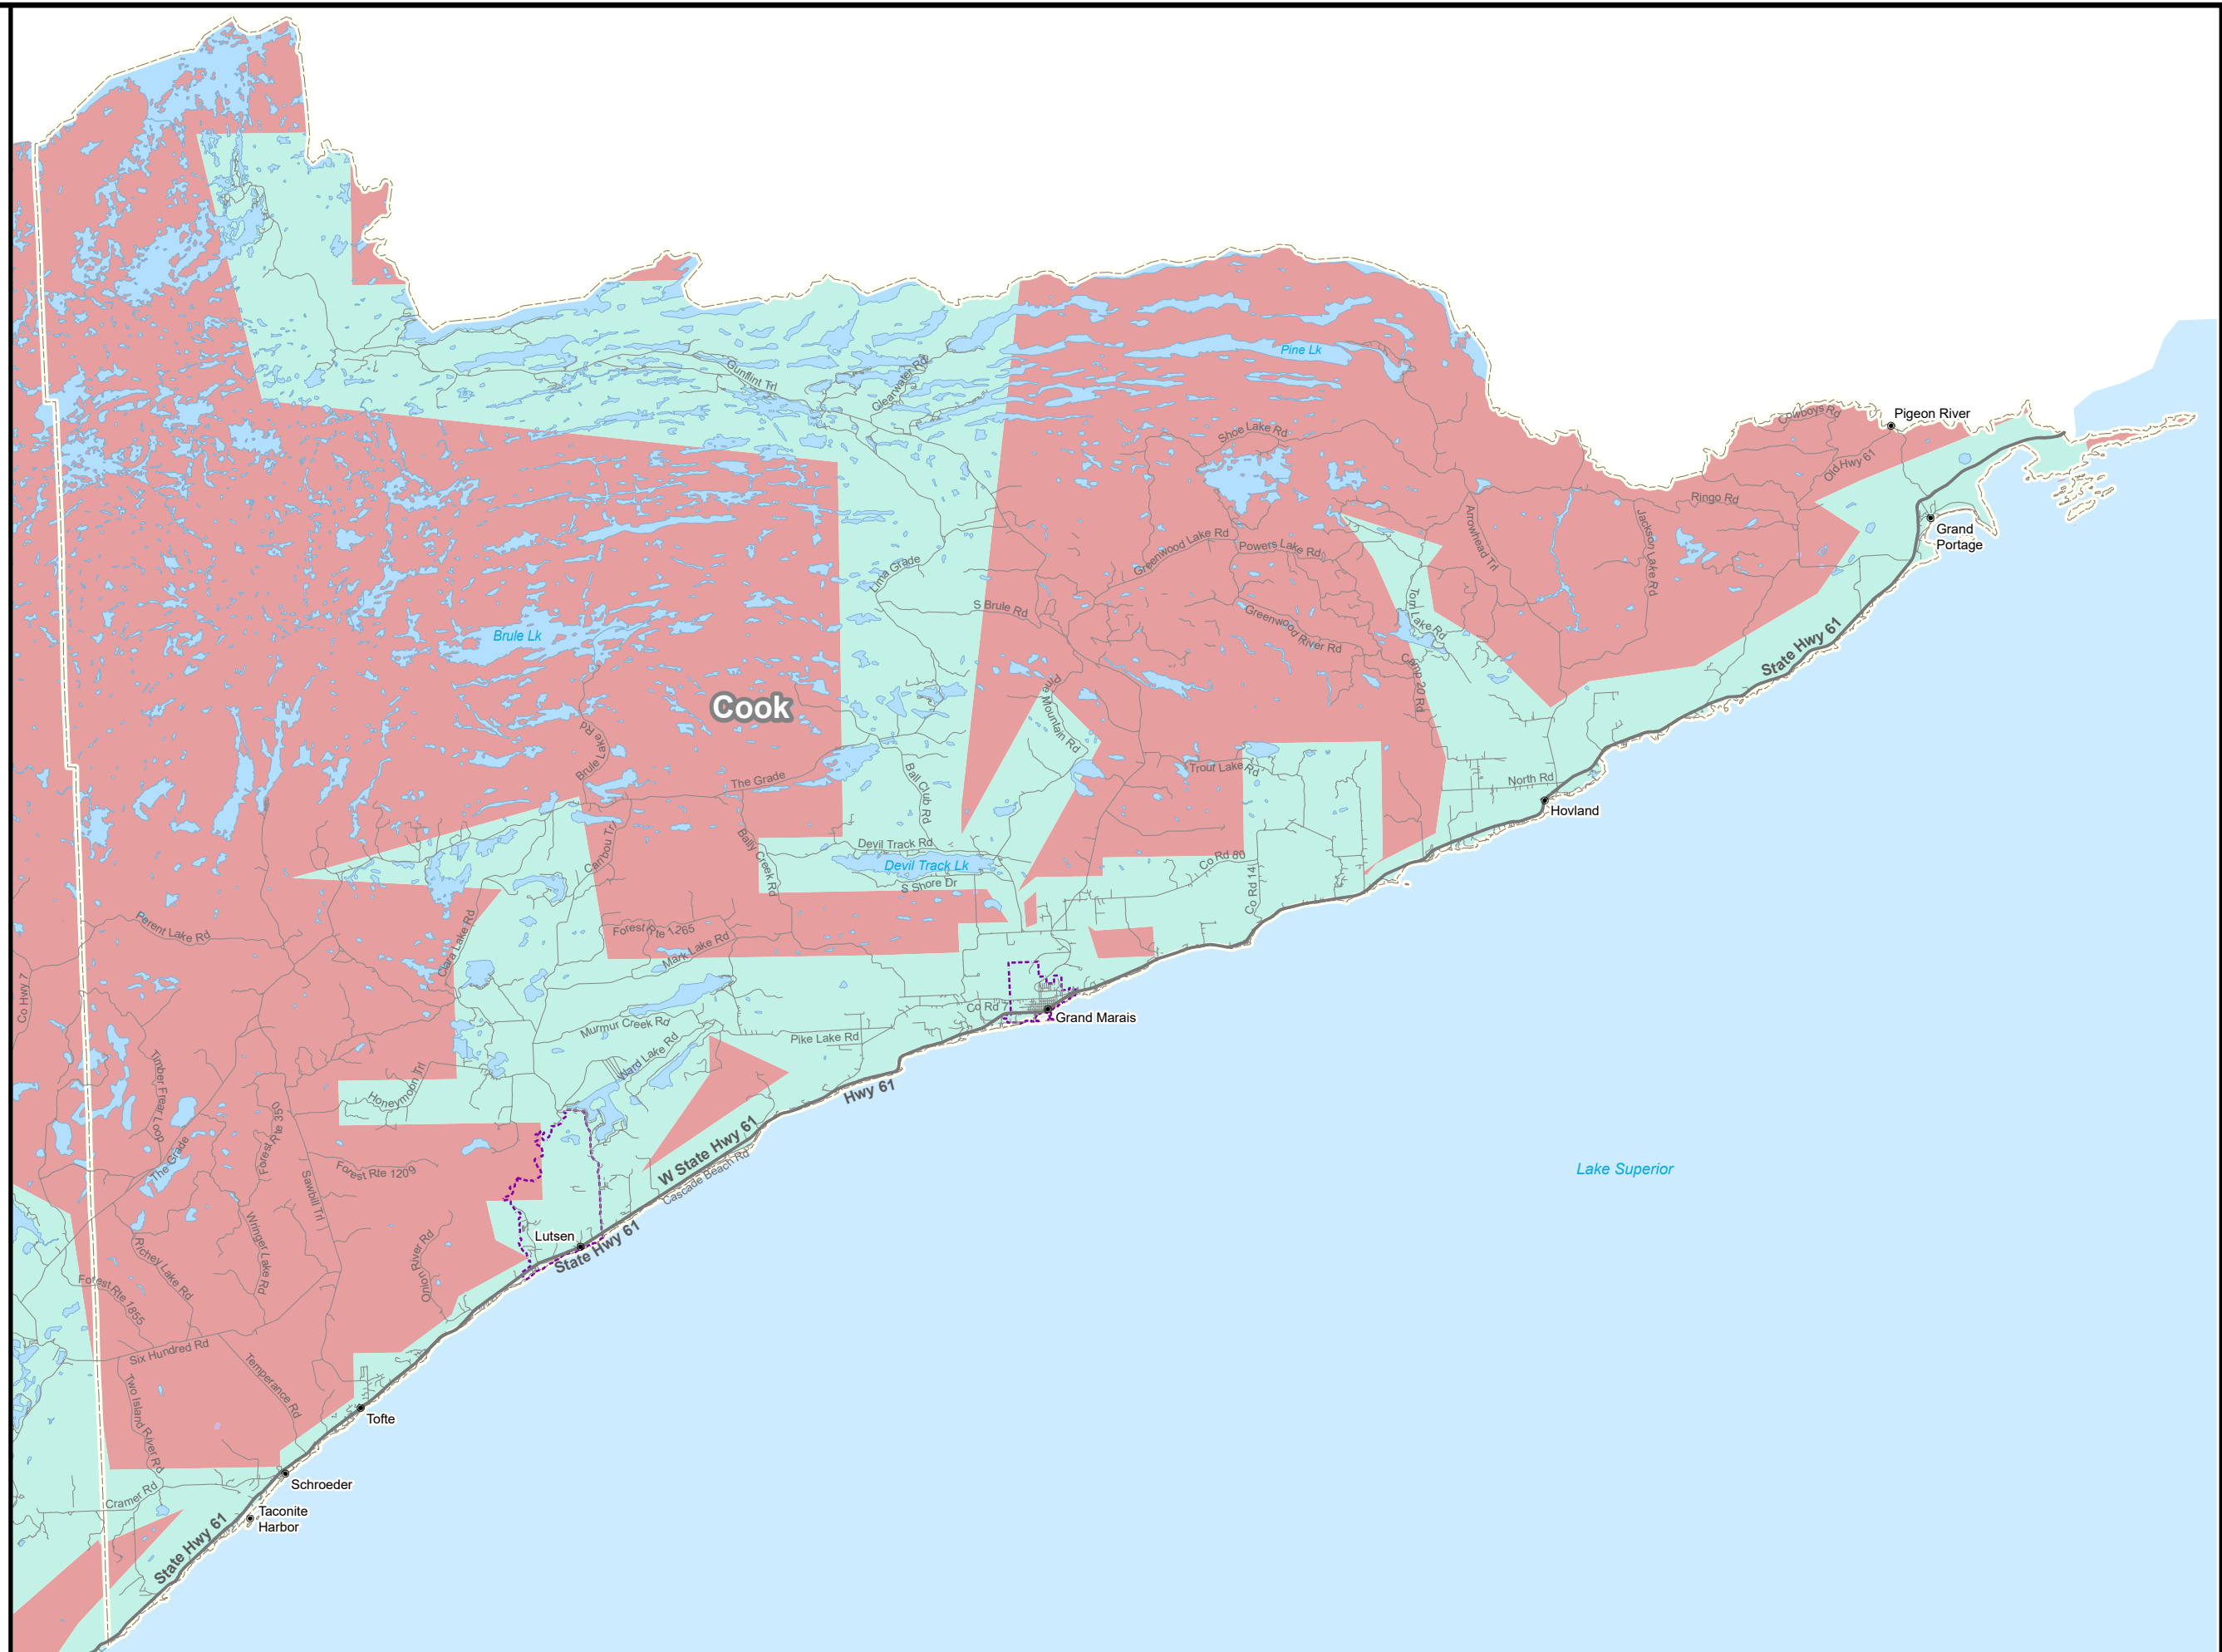 Pine Lk
Gunflint Trl
Clearwater Rd
Cowboys Rd
Pigeon River
Shoe Lake Rd
Old Hwy 61
Ringo Rd
Grand
Portage
Arrowhead Trl
Jackson Lake Rd
Greenwood Lake Rd
Powers Lake Rd
Lima Grade
S Brule Rd
Tom Lake Rd
Greenwood River Rd
Brule Lk
State Hwy 61
Camp 20 Rd
Pine Mountain Rd
Cook
Brule Lake Rd
The Grade
Ball Club Rd
Trout Lake Rd
North Rd
Hovland
Caribou Trl
Bally Creek Rd
Devil Track Rd
Devil Track Lk
S Shore Dr
Co Rd 80
Co Rd 14
Perent Lake Rd
Clara Lake Rd
Forest Rte 1265
Mark Lake Rd
Co Hwy 7
Co Rd 7
Grand Marais
Murmur Creek Rd
Pike Lake Rd
Ward Lake Rd
Hwy 61
Timber Frear Loop
Honeymoon Trl
Forest Rte 350
The Grade
Forest Rte 1209
W State Hwy 61
Cascade Beach Rd
Lake Superior
Sawbill Trl
Wringer Lake Rd
Richey Lake Rd
Onion River Rd
Lutsen
State Hwy 61
Forest Rte 1855
Six Hundred Rd
Temperance Rd
Two Island River Rd
Tofte
Schroeder
Cramer Rd
Taconite
Harbor
State Hwy 61